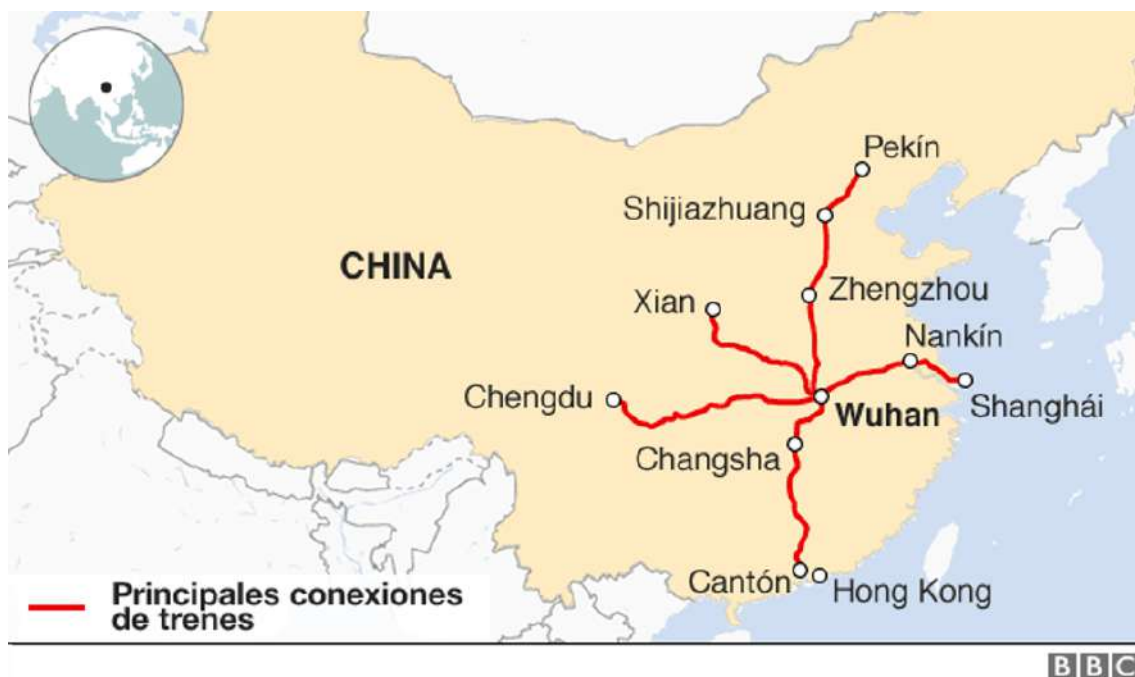 Pekín
Shijiazhuang
CHINA
Zhengzhou
Xian
Nankín
Chengdu
Shanghái
Wuhan
Changsha
Cantón
Hong Kong
Principales conexiones
de trenes
BBC